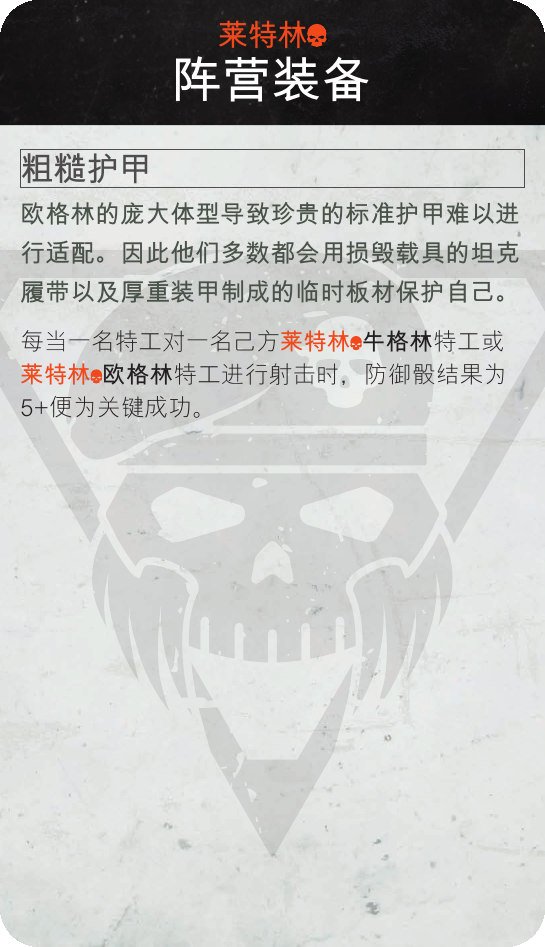 莱特林
阵营装备
粗糙护甲
欧格林的庞大体型导致珍贵的标准护甲难以进
行适配。因此他们多数都会用损毁载具的坦克
履带以及厚重装甲制成的临时板材保护自己。
每当一名特工对一名己方莱特林牛格林特工或
莱特林欧格林特工进行射击时，防御骰结果为
5+便为关键成功。